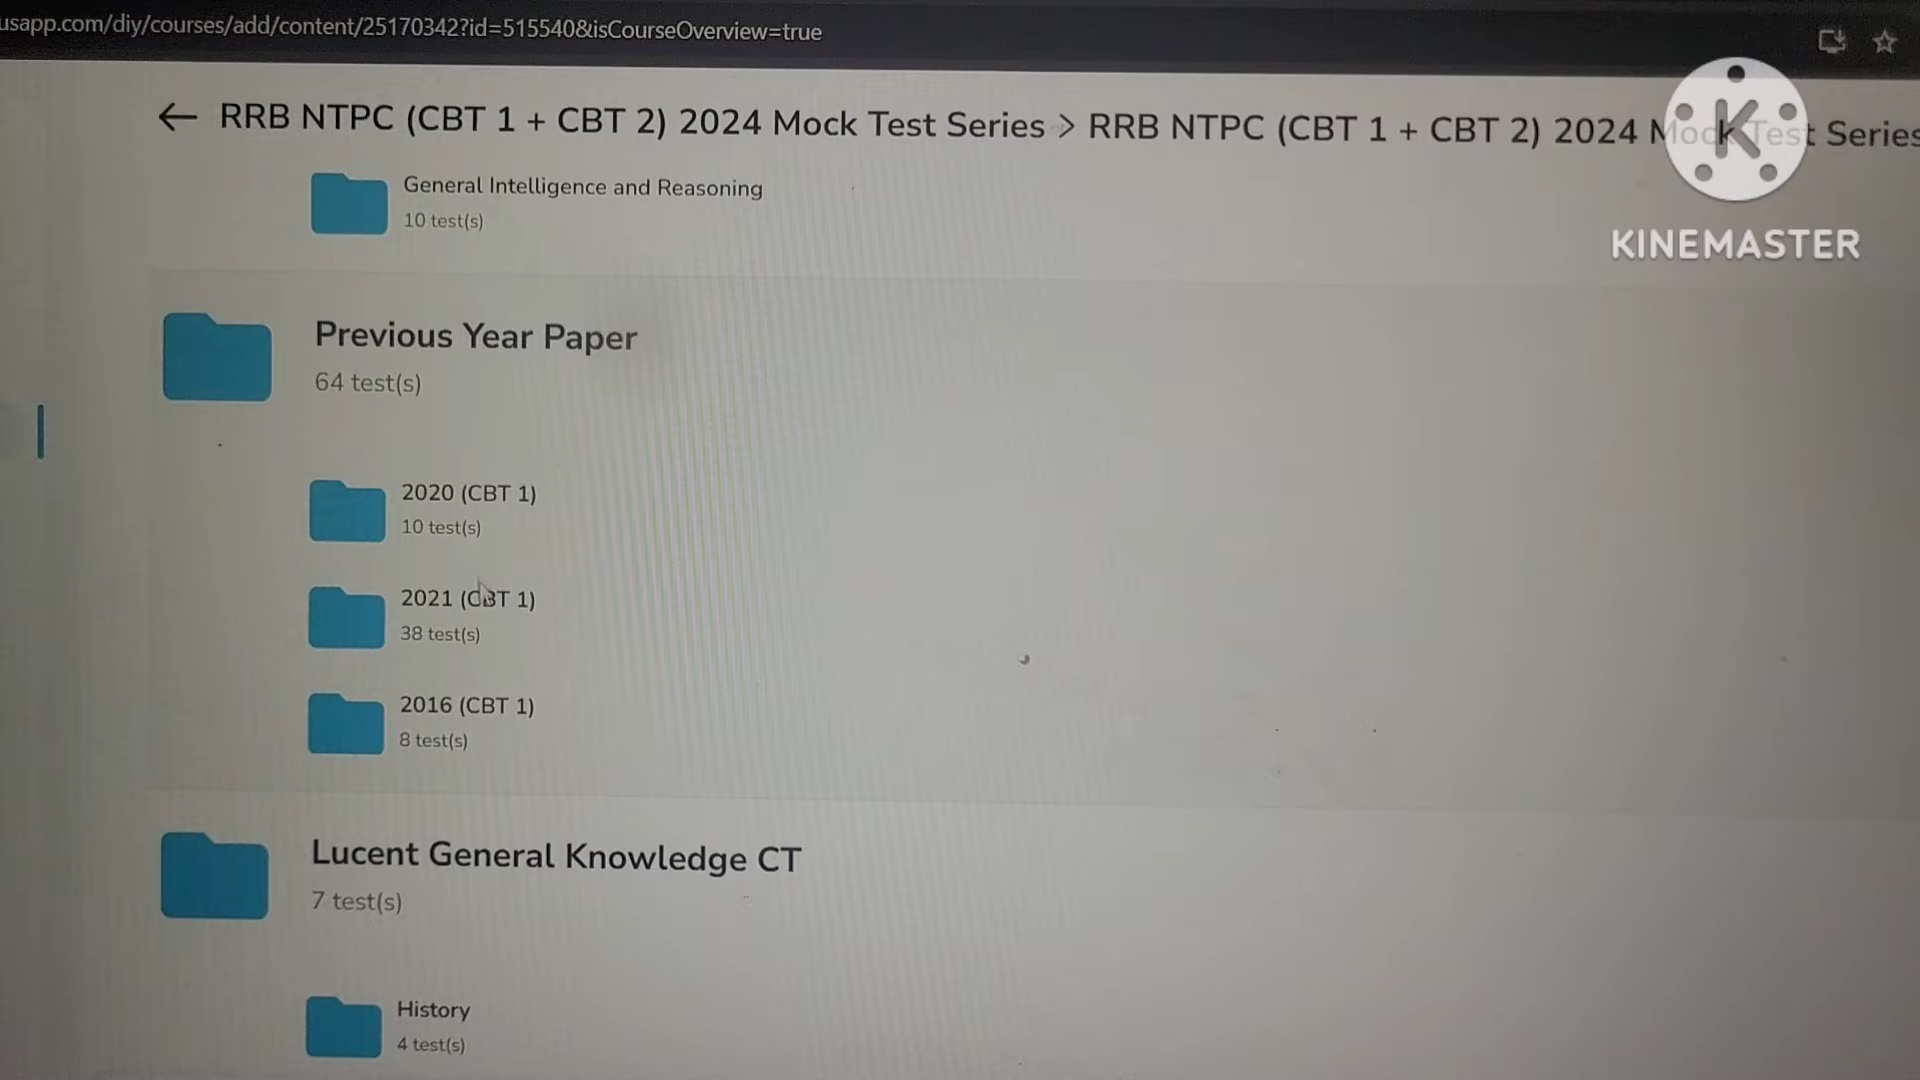 usapp.com/diy/courses/add/content/25170342?id=515540&isCourseOverview=true
← RRB NTPC (CBT 1 + CBT 2) 2024 Mock Test Series > RRB NTPC (CBT 1 + CBT 2) 2024 Mock Test Series
K
KINEMASTER
General Intelligence and Reasoning
10 test(s)
Previous Year Paper
64 test(s)
2020 (CBT 1)
10 test(s)
2021 (CBT 1)
38 test(s)
2016 (CBT 1)
8 test(s)
Lucent General Knowledge CT
7 test(s)
History
4 test(s)